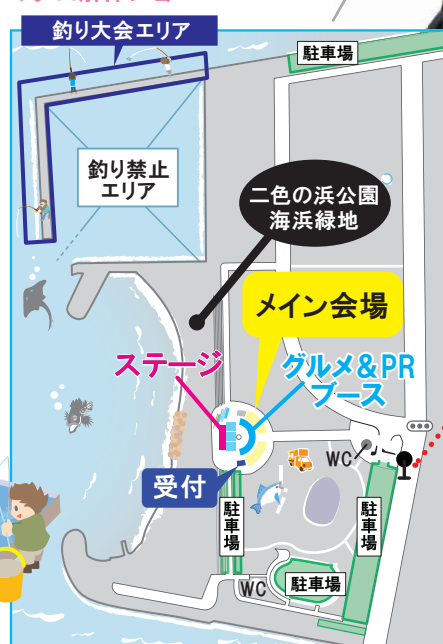 釣り大会エリア
駐車場
釣り禁止
エリア
二色の浜公園
海浜緑地
メイン会場
ステージ
グルメ&PR
ブース
WC
受付
駐車場
駐車場
WC
駐車場